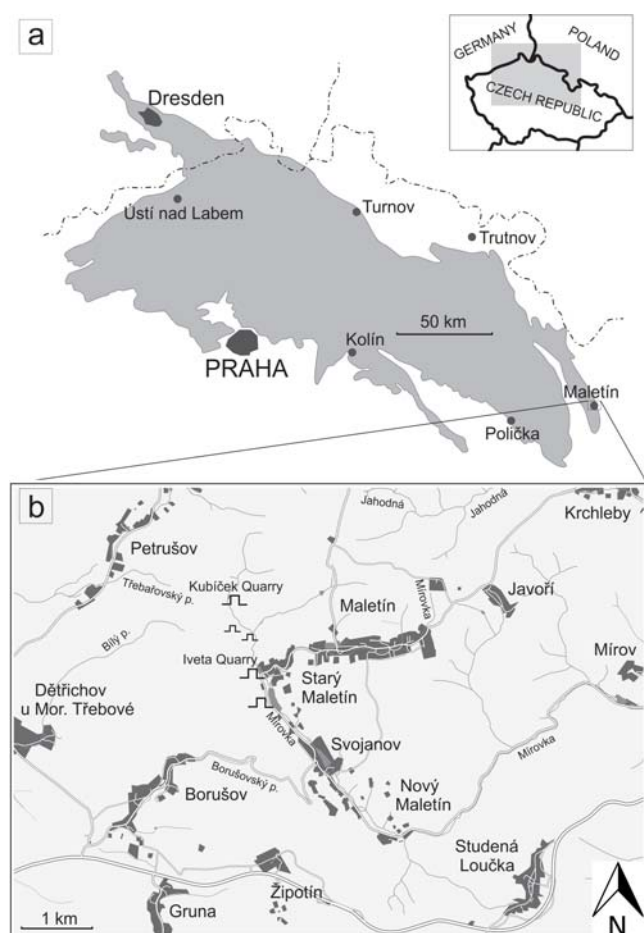 a
GERMANY
POLAND
CZECH REPUBLIC
Dresden
Ústí nad Labem
Turnov
Trutnov
50 km
Kolín
PRAHA
Maletín
Polička
b
Jahodná
Jahodná
Krchleby
Petrušov
Třebařovský p.
Kubíček Quarry
Mírovka
Javoří
Maletín
Bílý p.
Iveta Quarry
Mírov
Starý
Maletín
Dětřichov
u Mor. Třebové
Mírovka
Svojanov
Mírovka
Borušovský p.
Borušov
Nový
Maletín
Studená
Loučka
Žipotín
1 km
Gruna
N